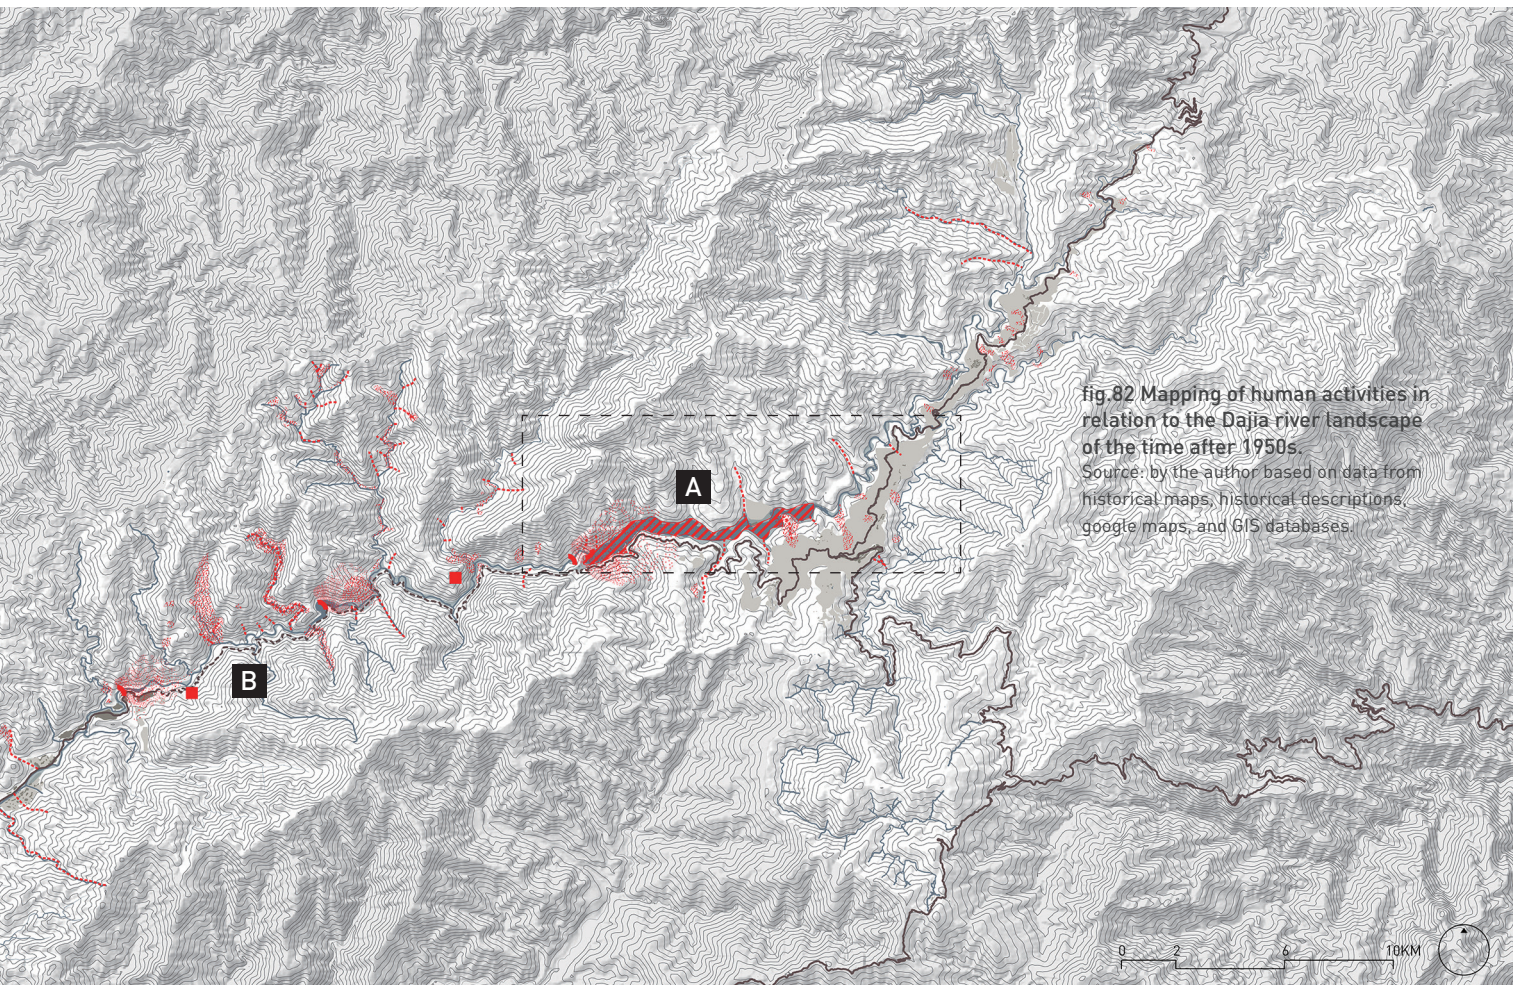 A
fig.82 Mapping of human activities in
relation to the Dajia river landscape
of the time after 1950s.
Source: by the author based on data from
historical maps, historical descriptions,
google maps, and GIS databases.
B
0 2 6 10KM